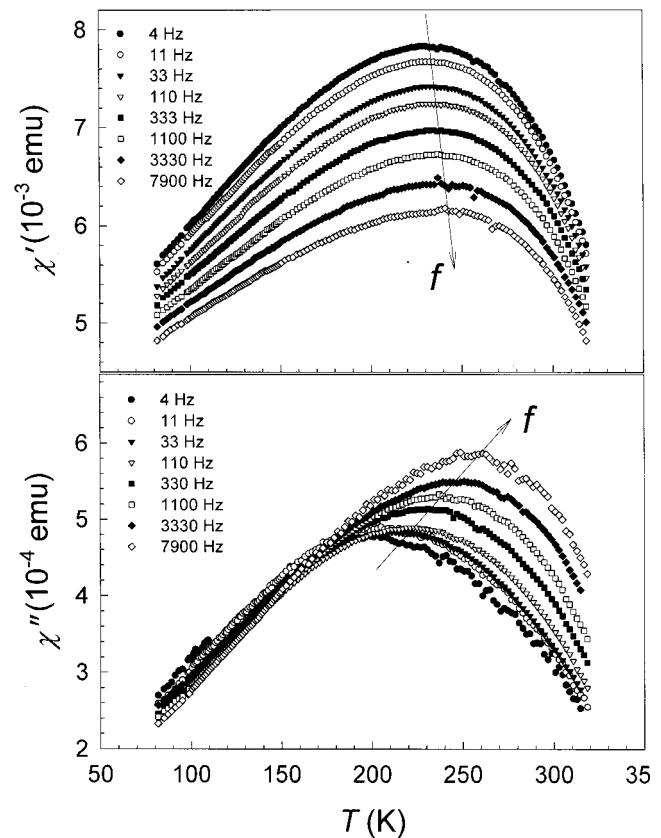 8
7
6
5
χ′(10⁻³ emu)
4 Hz
11 Hz
33 Hz
110 Hz
333 Hz
1100 Hz
3330 Hz
7900 Hz
f
6
5
4
3
2
χ″(10⁻⁴ emu)
4 Hz
11 Hz
33 Hz
110 Hz
330 Hz
1100 Hz
3330 Hz
7900 Hz
f
50 100 150 200 250 300 35
T (K)